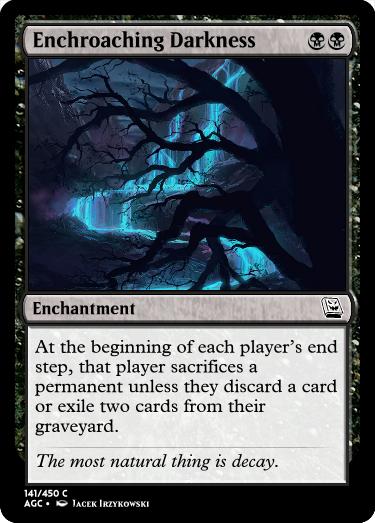 Enchroaching Darkness
Enchantment
At the beginning of each player's end
step, that player sacrifices a
permanent unless they discard a card
or exile two cards from their
graveyard.
The most natural thing is decay.
141/450 C
AGC • Jacek Irzykowski